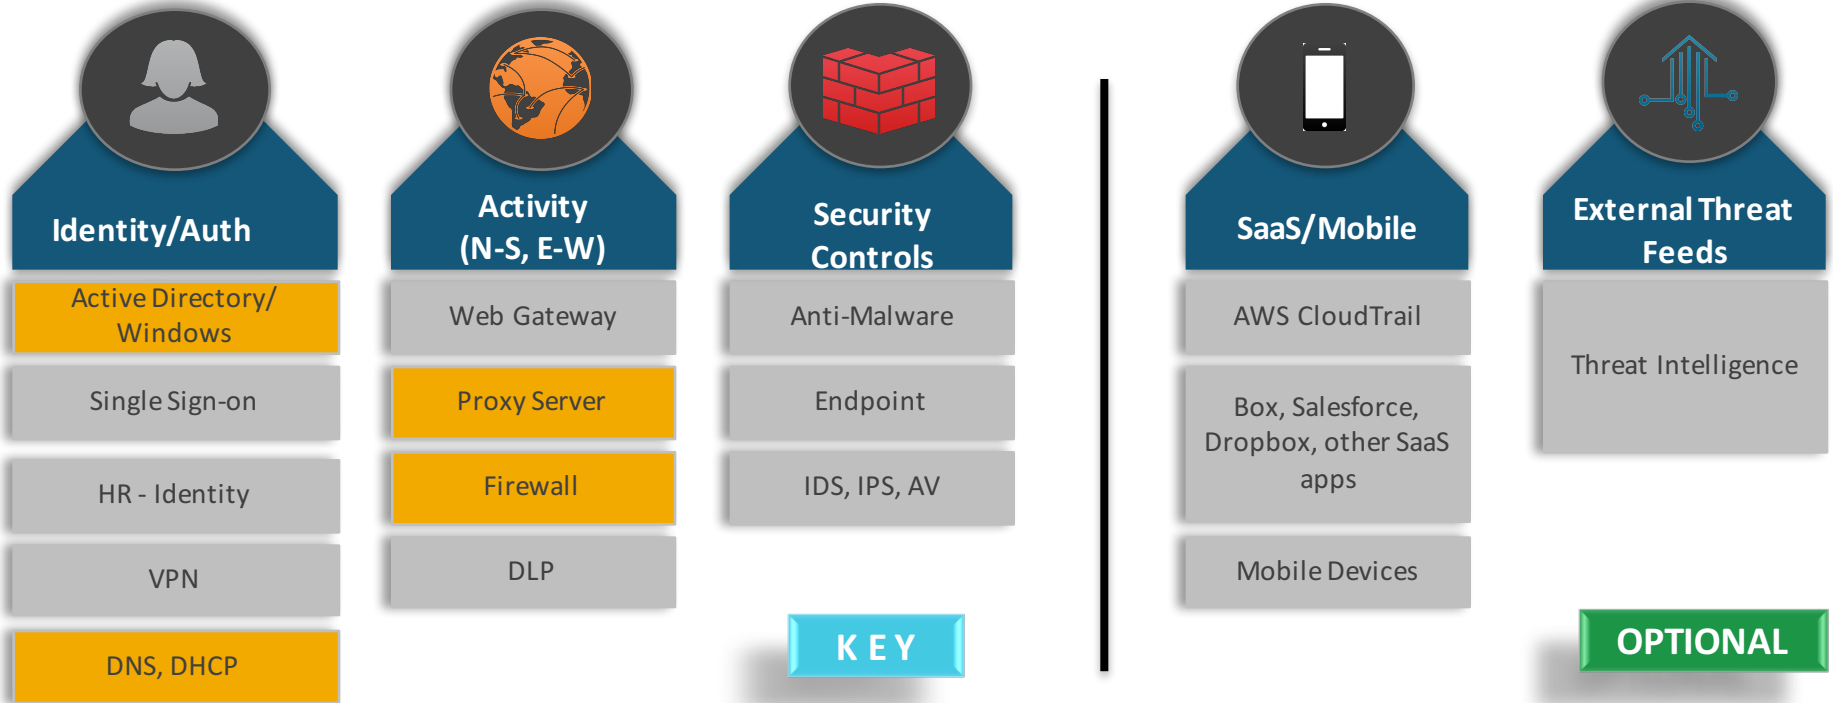 Identity/Auth
Active Directory/
Windows
Single Sign-on
HR - Identity
VPN
DNS, DHCP
Activity
(N-S, E-W)
Web Gateway
Proxy Server
Firewall
DLP
Security
Controls
Anti-Malware
Endpoint
IDS, IPS, AV
KEY
SaaS/Mobile
AWS CloudTrail
Box, Salesforce,
Dropbox, other SaaS
apps
Mobile Devices
External Threat
Feeds
Threat Intelligence
OPTIONAL